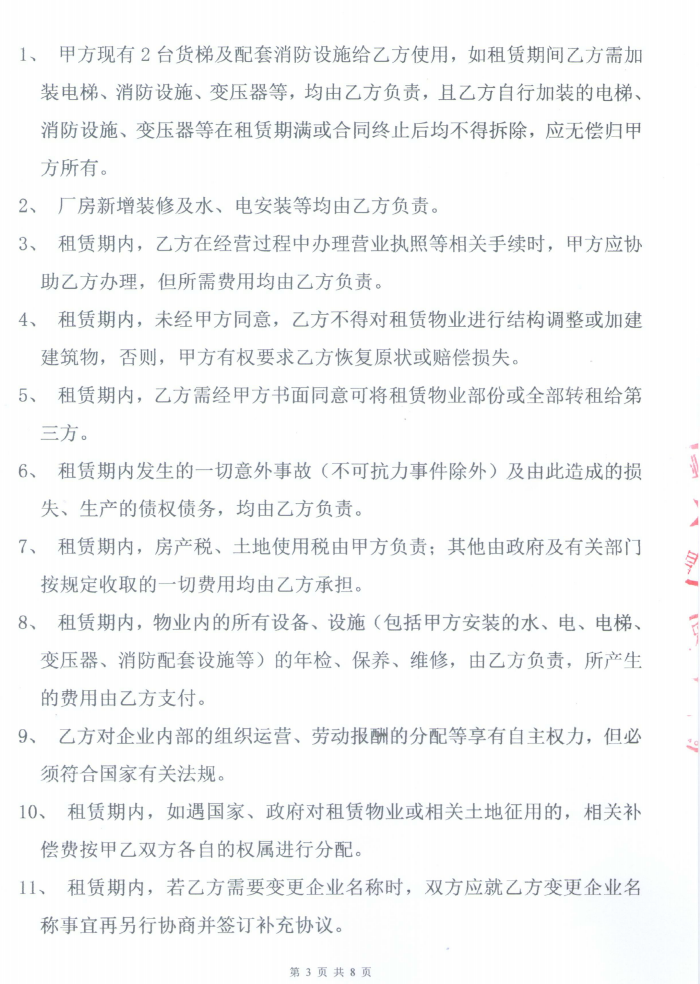 1、 甲方现有 2 台货梯及配套消防设施给乙方使用，如租赁期间乙方需加
装电梯、消防设施、变压器等，均由乙方负责，且乙方自行加装的电梯、
消防设施、变压器等在租赁期满或合同终止后均不得拆除，应无偿归甲
方所有。
2、 厂房新增装修及水、电安装等均由乙方负责。
3、 租赁期内，乙方在经营过程中办理营业执照等相关手续时，甲方应协
助乙方办理，但所需费用均由乙方负责。
4、 租赁期内，未经甲方同意，乙方不得对租赁物业进行结构调整或加建
建筑物，否则，甲方有权要求乙方恢复原状或赔偿损失。
5、 租赁期内，乙方需经甲方书面同意可将租赁物业部份或全部转租给第
三方。
6、 租赁期内发生的一切意外事故（不可抗力事件除外）及由此造成的损
失、生产的债权债务，均由乙方负责。
7、 租赁期内，房产税、土地使用税由甲方负责；其他由政府及有关部门
按规定收取的一切费用均由乙方承担。
8、 租赁期内，物业内的所有设备、设施（包括甲方安装的水、电、电梯、
变压器、消防配套设施等）的年检、保养、维修，由乙方负责，所产生
的费用由乙方支付。
9、 乙方对企业内部的组织运营、劳动报酬的分配等享有自主权力，但必
须符合国家有关法规。
10、 租赁期内，如遇国家、政府对租赁物业或相关土地征用的，相关补
偿费按甲乙双方各自的权属进行分配。
11、 租赁期内，若乙方需要变更企业名称时，双方应就乙方变更企业名
称事宜再另行协商并签订补充协议。
第 3 页 共 8 页